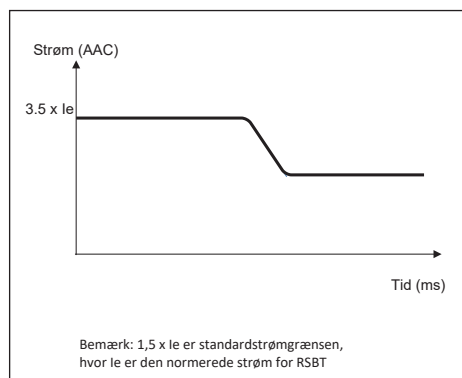 Strøm (AAC)
3.5 x Ie
Tid (ms)
Bemærk: 1,5 x Ie er standardstrømgrænsen,
hvor Ie er den normerede strøm for RSBT